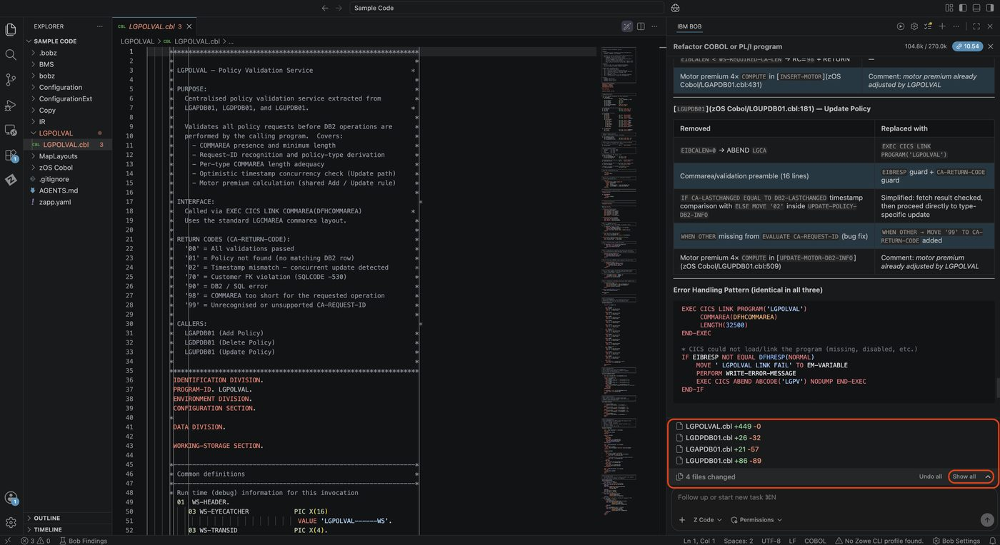 Sample Code
EXPLORER
SAMPLE CODE
.bobz
BMS
bobz
Configuration
ConfigurationExt
Copy
IR
LGPOLVAL
CBL LGPOLVAL.cbl 3
MapLayouts
zOS Cobol
.gitignore
AGENTS.md
! zapp.yaml
OUTLINE
TIMELINE
CBL LGPOLVAL.cbl 3
LGPOLVAL > CBL LGPOLVAL.cbl > ...
1 ****************************************************************
2 * *
3 * LGPOLVAL — Policy Validation Service *
4 * *
5 * PURPOSE: *
6 * Centralised policy validation service extracted from *
7 * LGAPDB01, LGDPDB01, and LGUPDB01. *
8 * *
9 * Validates all policy requests before DB2 operations are *
10 * performed by the calling program. Covers: *
11 * - COMMAREA presence and minimum length *
12 * - Request-ID recognition and policy-type derivation *
13 * - Per-type COMMAREA length adequacy *
14 * - Optimistic timestamp concurrency check (Update path) *
15 * - Motor premium calculation (shared Add / Update rule) *
16 * *
17 * INTERFACE: *
18 * Called via EXEC CICS LINK COMMAREA(DFHCOMMAREA) *
19 * Uses the standard LGCMAREA commarea layout. *
20 * *
21 * RETURN CODES (CA-RETURN-CODE): *
22 * '00' = All validations passed *
23 * '01' = Policy not found (no matching DB2 row) *
24 * '02' = Timestamp mismatch — concurrent update detected *
25 * '70' = Customer FK violation (SQLCODE -530) *
26 * '90' = DB2 / SQL error *
27 * '98' = COMMAREA too short for the requested operation *
28 * '99' = Unrecognised or unsupported CA-REQUEST-ID *
29 * *
30 * CALLERS: *
31 * LGAPDB01 (Add Policy) *
32 * LGDPDB01 (Delete Policy) *
33 * LGUPDB01 (Update Policy) *
34 * *
35 ****************************************************************
36 IDENTIFICATION DIVISION.
37 PROGRAM-ID. LGPOLVAL.
38 ENVIRONMENT DIVISION.
39 CONFIGURATION SECTION.
40 *
41 DATA DIVISION.
42
43 WORKING-STORAGE SECTION.
44
45 *----------------------------------------------------------------*
46 * Common definitions *
47 *----------------------------------------------------------------*
48 * Run time (debug) information for this invocation
49 01 WS-HEADER.
50 03 WS-EYECATCHER PIC X(16)
51 VALUE 'LGPOLVAL------WS'.
52 03 WS-TRANSID PIC X(4).
IBM BOB
Refactor COBOL or PL/I program
104.8k / 270.0k
10.54
EIBCALEN < WS-REQUIRED-CA-LEN → RC=98 + RETURN —
Motor premium 4× COMPUTE in [INSERT-MOTOR](zOS Cobol/LGAPDB01.cbl:431)
Comment: motor premium already adjusted by LGPOLVAL
[LGUPDB01](zOS Cobol/LGUPDB01.cbl:181) — Update Policy
Removed Replaced with
EIBCALEN=0 → ABEND LGCA
EXEC CICS LINK PROGRAM('LGPOLVAL')
Commarea/validation preamble (16 lines)
EIBRESP guard + CA-RETURN-CODE guard
IF CA-LASTCHANGED EQUAL TO DB2-LASTCHANGED timestamp comparison with ELSE MOVE '02' inside UPDATE-POLICY-DB2-INFO
Simplified: fetch result checked, then proceed directly to type-specific update
WHEN OTHER missing from EVALUATE CA-REQUEST-ID (bug fix)
WHEN OTHER → MOVE '99' TO CA-RETURN-CODE added
Motor premium 4× COMPUTE in [UPDATE-MOTOR-DB2-INFO](zOS Cobol/LGUPDB01.cbl:509)
Comment: motor premium already adjusted by LGPOLVAL
Error Handling Pattern (identical in all three)
EXEC CICS LINK PROGRAM('LGPOLVAL')
COMMAREA(DFHCOMMAREA)
LENGTH(32500)
END-EXEC
* CICS could not load/link the program (missing, disabled, etc.)
IF EIBRESP NOT EQUAL DFHRESP(NORMAL)
MOVE ' LGPOLVAL LINK FAIL' TO EM-VARIABLE
PERFORM WRITE-ERROR-MESSAGE
EXEC CICS ABEND ABCODE('LGPV') NODUMP END-EXEC
END-IF
LGPOLVAL.cbl +449 -0
LGDPDB01.cbl +26 -32
LGAPDB01.cbl +21 -57
LGUPDB01.cbl +86 -89
4 files changed
Undo all
Show all
Follow up or start new task ⌘N
Z Code
Permissions
1
1
3 0
Bob Findings
Ln 1, Col 1
Spaces: 2
UTF-8
LF
COBOL
No Zowe CLI profile found.
Bob Settings